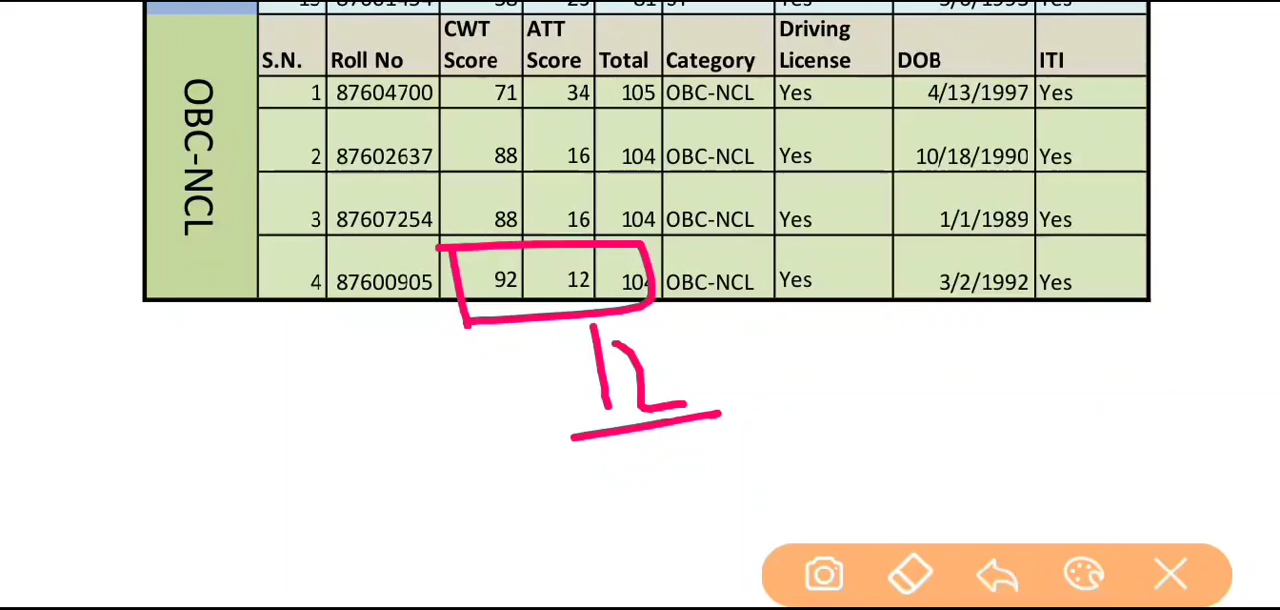 S.N. Roll No CWT Score ATT Score Total Category Driving License DOB ITI
OBC-NCL
1 87604700 71 34 105 OBC-NCL Yes 4/13/1997 Yes
2 87602637 88 16 104 OBC-NCL Yes 10/18/1990 Yes
3 87607254 88 16 104 OBC-NCL Yes 1/1/1989 Yes
4 87600905 92 12 104 OBC-NCL Yes 3/2/1992 Yes
12